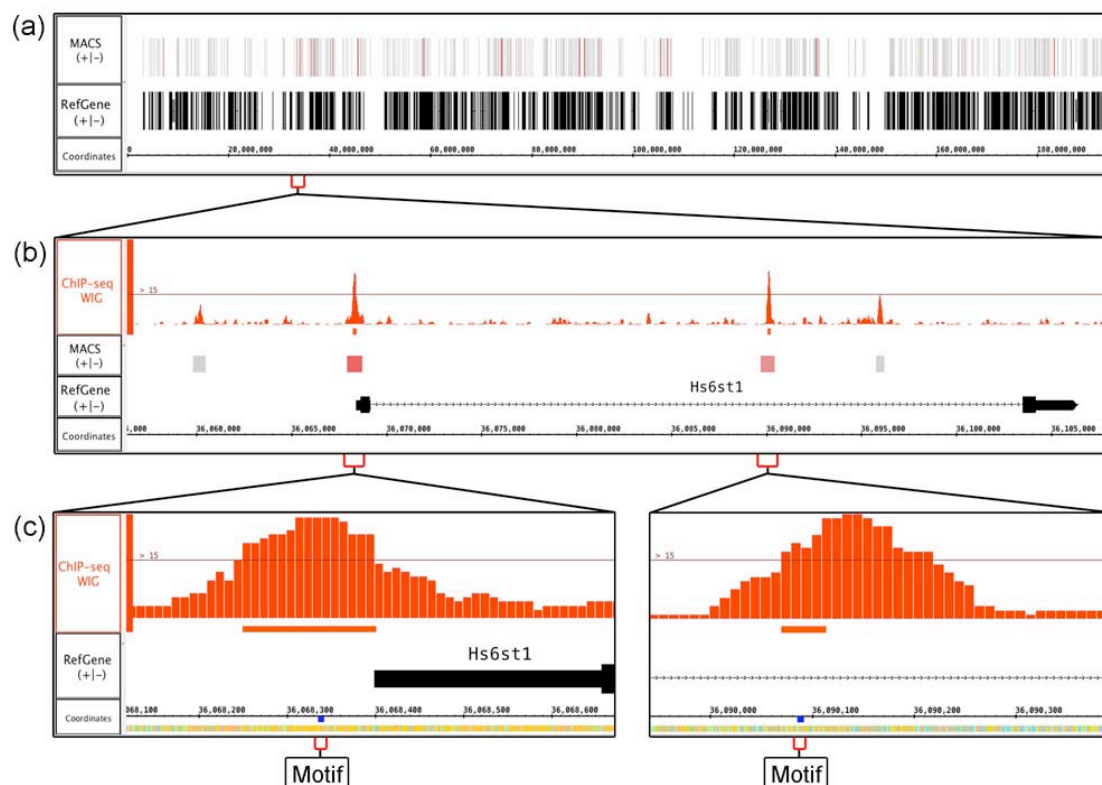 (a)
MACS
(+|-)
RefGene
(+|-)
Coordinates
0 20,000,000 40,000,000 60,000,000 80,000,000 100,000,000 120,000,000 140,000,000 160,000,000 180,000,000
(b)
ChIP-seq
WIG
> 15
MACS
(+|-)
RefGene
(+|-)
Hs6st1
Coordinates
,000 36,060,000 36,065,000 36,070,000 36,075,000 36,080,000 36,085,000 36,090,000 36,095,000 36,100,000 36,105,000
(c)
ChIP-seq
WIG
> 15
> 15
RefGene
(+|-)
Hs6st1
Coordinates
068,100 36,068,200 36,068,300 36,068,400 36,068,500 36,068,600
36,090,000 36,090,100 36,090,200 36,090,300
Motif
Motif